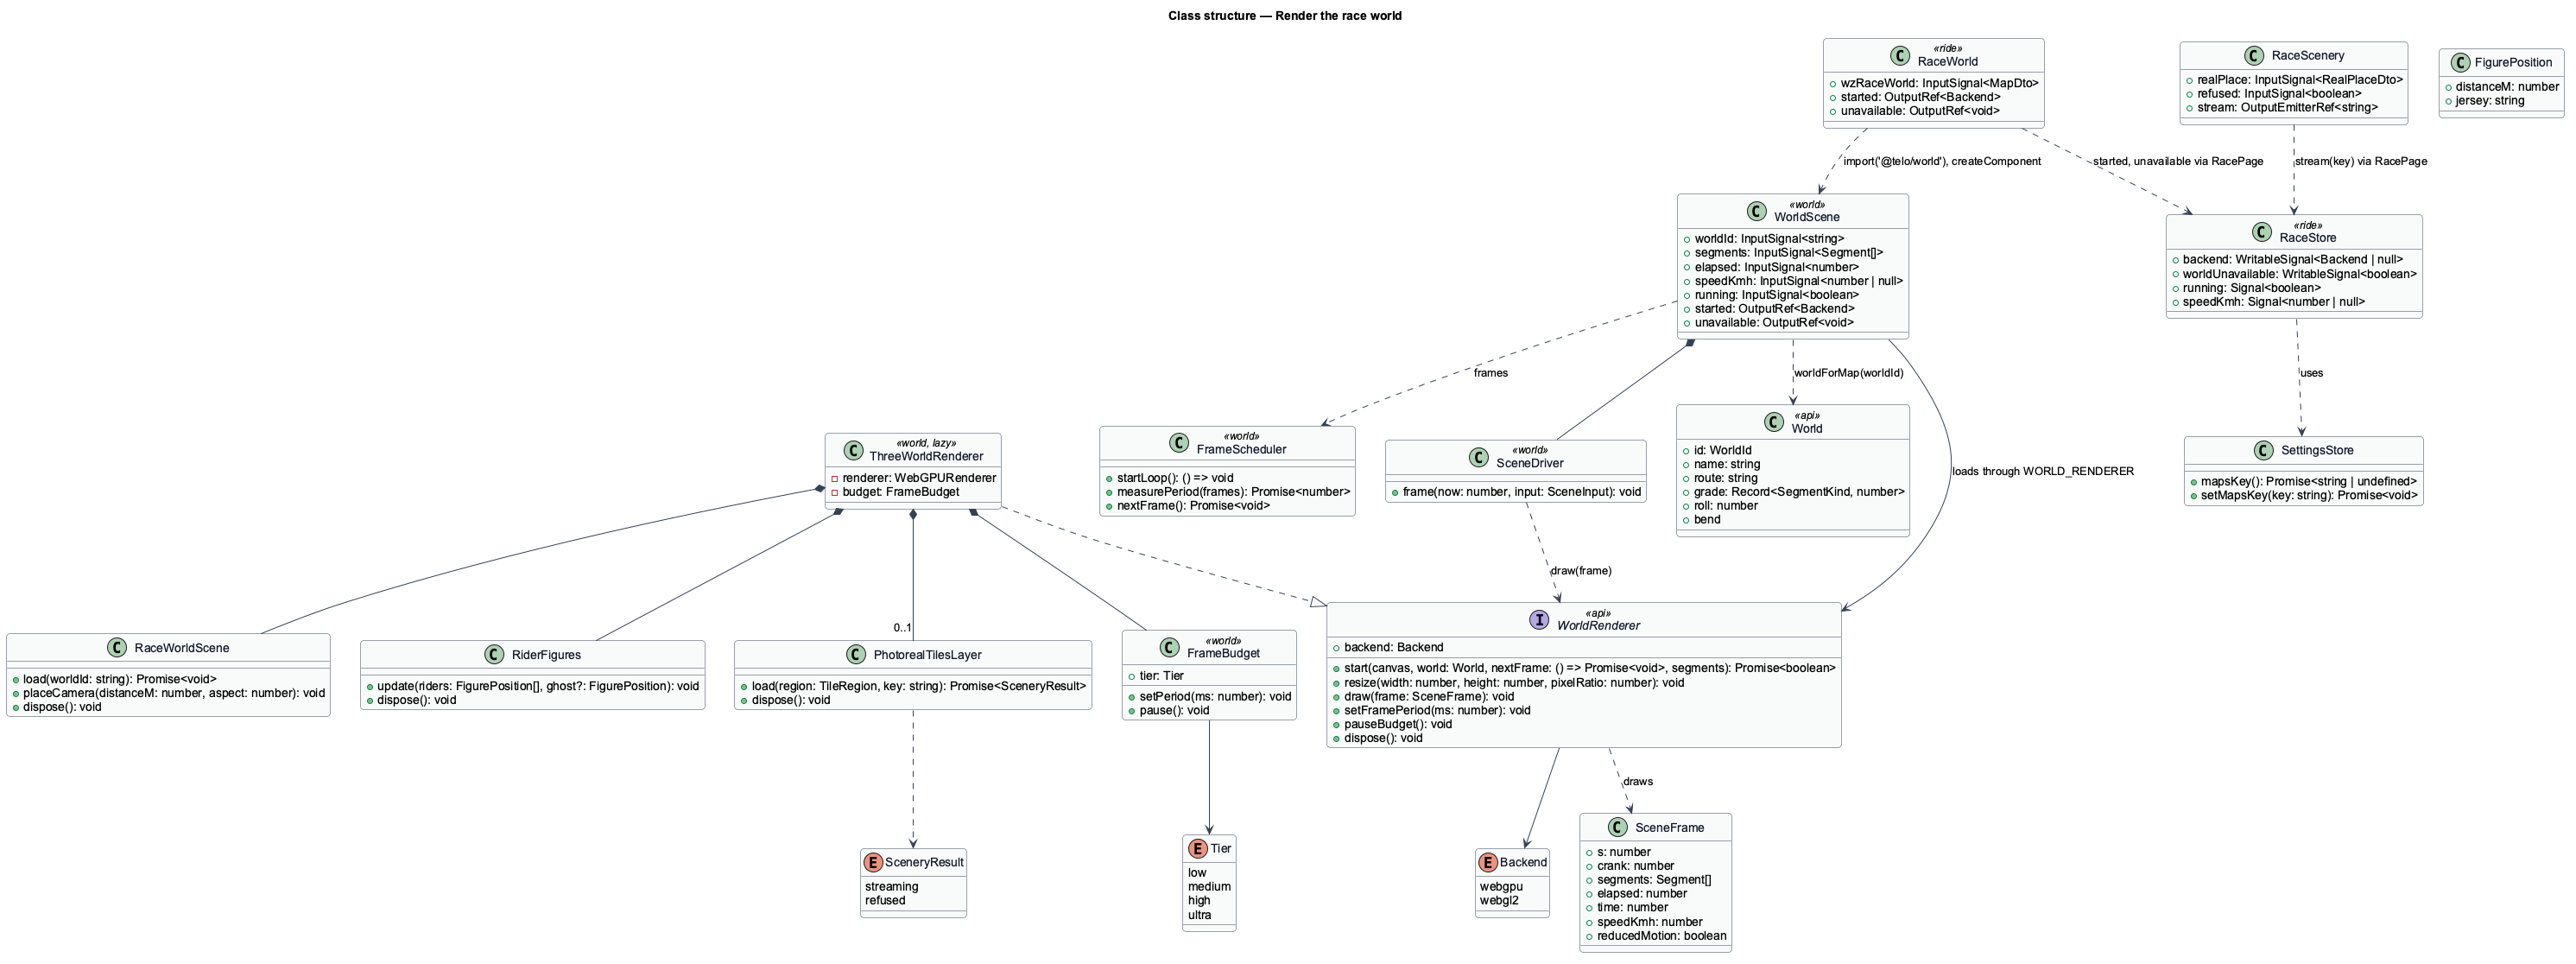 Class structure — Render the race world
«ride»
RaceWorld
wzRaceWorld: InputSignal<MapDto>
started: OutputRef<Backend>
unavailable: OutputRef<void>
RaceScenery
realPlace: InputSignal<RealPlaceDto>
refused: InputSignal<boolean>
stream: OutputEmitterRef<string>
FigurePosition
distanceM: number
jersey: string
import('@telo/world'), createComponent
started, unavailable via RacePage
stream(key) via RacePage
«world»
WorldScene
worldId: InputSignal<string>
segments: InputSignal<Segment[]>
elapsed: InputSignal<number>
speedKmh: InputSignal<number | null>
running: InputSignal<boolean>
started: OutputRef<Backend>
unavailable: OutputRef<void>
«ride»
RaceStore
backend: WritableSignal<Backend | null>
worldUnavailable: WritableSignal<boolean>
running: Signal<boolean>
speedKmh: Signal<number | null>
frames
worldForMap(worldId)
uses
«world, lazy»
ThreeWorldRenderer
renderer: WebGPURenderer
budget: FrameBudget
«world»
FrameScheduler
startLoop(): () => void
measurePeriod(frames): Promise<number>
nextFrame(): Promise<void>
«world»
SceneDriver
frame(now: number, input: SceneInput): void
«api»
World
id: WorldId
name: string
route: string
grade: Record<SegmentKind, number>
roll: number
bend
loads through WORLD_RENDERER
SettingsStore
mapsKey(): Promise<string | undefined>
setMapsKey(key: string): Promise<void>
draw(frame)
0..1
RaceWorldScene
load(worldId: string): Promise<void>
placeCamera(distanceM: number, aspect: number): void
dispose(): void
RiderFigures
update(riders: FigurePosition[], ghost?: FigurePosition): void
dispose(): void
PhotorealTilesLayer
load(region: TileRegion, key: string): Promise<SceneryResult>
dispose(): void
«world»
FrameBudget
tier: Tier
setPeriod(ms: number): void
pause(): void
«api»
WorldRenderer
backend: Backend
start(canvas, world: World, nextFrame: () => Promise<void>, segments): Promise<boolean>
resize(width: number, height: number, pixelRatio: number): void
draw(frame: SceneFrame): void
setFramePeriod(ms: number): void
pauseBudget(): void
dispose(): void
draws
SceneryResult
streaming
refused
Tier
low
medium
high
ultra
Backend
webgpu
webgl2
SceneFrame
s: number
crank: number
segments: Segment[]
elapsed: number
time: number
speedKmh: number
reducedMotion: boolean